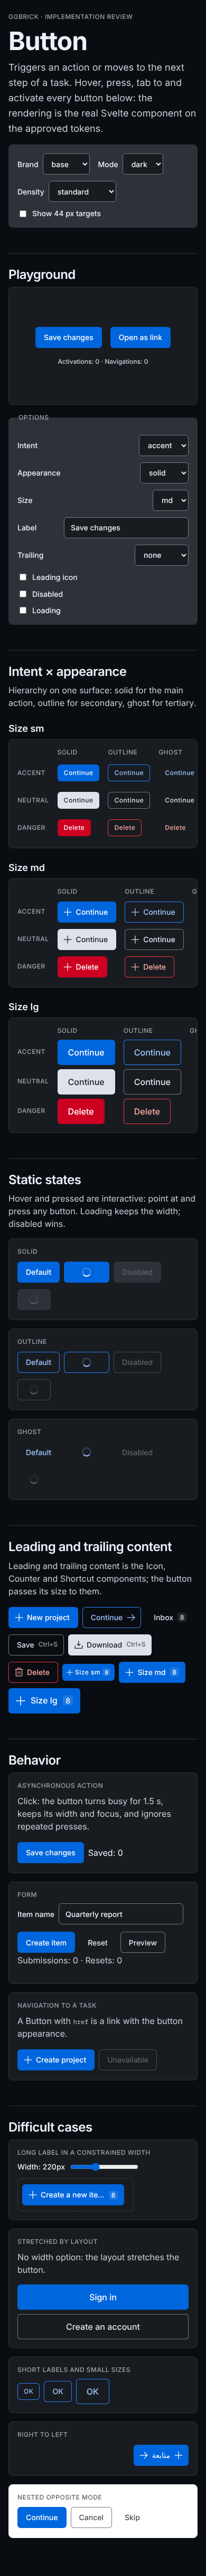 GGBRICK · IMPLEMENTATION REVIEW
Button
Triggers an action or moves to the next
step of a task. Hover, press, tab to and
activate every button below: the
rendering is the real Svelte component on
the approved tokens.
Brand base Mode dark
Density standard
Show 44 px targets
Playground
Save changes Open as link
Activations: 0 · Navigations: 0
OPTIONS
Intent accent
Appearance solid
Size md
Label Save changes
Trailing none
Leading icon
Disabled
Loading
Intent × appearance
Hierarchy on one surface: solid for the main
action, outline for secondary, ghost for tertiary.
Size sm
SOLID OUTLINE GHOST
ACCENT Continue Continue Continue
NEUTRAL Continue Continue Continue
DANGER Delete Delete Delete
Size md
SOLID OUTLINE G
ACCENT Continue Continue
NEUTRAL Continue Continue
DANGER Delete Delete
Size lg
SOLID OUTLINE GH
ACCENT Continue Continue
NEUTRAL Continue Continue
DANGER Delete Delete
Static states
Hover and pressed are interactive: point at and
press any button. Loading keeps the width;
disabled wins.
SOLID
Default Disabled
OUTLINE
Default Disabled
GHOST
Default Disabled
Leading and trailing content
Leading and trailing content is the Icon,
Counter and Shortcut components; the button
passes its size to them.
New project Continue Inbox 8
Save Ctrl+S Download Ctrl+S
Delete Size sm 8 Size md 8
Size lg 8
Behavior
ASYNCHRONOUS ACTION
Click: the button turns busy for 1.5 s,
keeps its width and focus, and ignores
repeated presses.
Save changes Saved: 0
FORM
Item name Quarterly report
Create item Reset Preview
Submissions: 0 · Resets: 0
NAVIGATION TO A TASK
A Button with href is a link with the button
appearance.
Create project Unavailable
Difficult cases
LONG LABEL IN A CONSTRAINED WIDTH
Width: 220px
Create a new ite... 8
STRETCHED BY LAYOUT
No width option: the layout stretches the
button.
Sign in
Create an account
SHORT LABELS AND SMALL SIZES
OK OK OK
RIGHT TO LEFT
متابعة
NESTED OPPOSITE MODE
Continue Cancel Skip